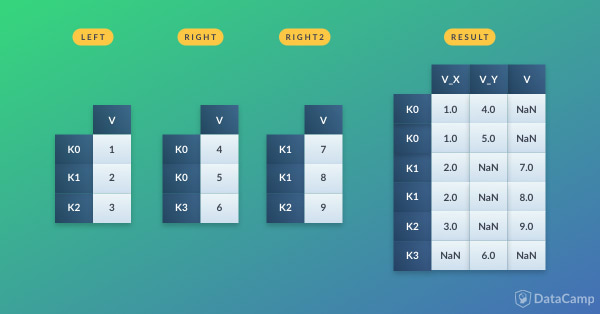 LEFT RIGHT RIGHT2 RESULT
V_X V_Y V
V V V
K0 1.0 4.0 NaN
K0 1 K0 4 K1 7
K0 1.0 5.0 NaN
K1 2 K0 5 K1 8
K1 2.0 NaN 7.0
K1 2.0 NaN 8.0
K2 3 K3 6 K2 9
K2 3.0 NaN 9.0
K3 NaN 6.0 NaN
DataCamp